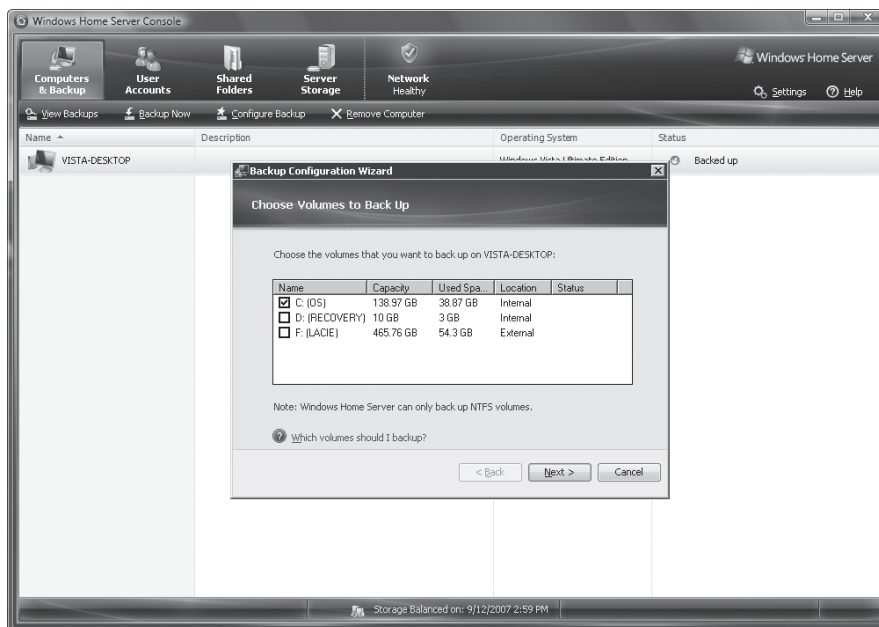 Windows Home Server Console
Computers & Backup
User Accounts
Shared Folders
Server Storage
Network Healthy
Windows Home Server
Settings
Help
View Backups
Backup Now
Configure Backup
Remove Computer
Name
Description
Operating System
Status
VISTA-DESKTOP
Windows Vista Ultimate Edition
Backed up
Backup Configuration Wizard
Choose Volumes to Back Up
Choose the volumes that you want to back up on VISTA-DESKTOP:
Name Capacity Used Spa... Location Status
C: (OS) 138.97 GB 38.87 GB Internal
D: (RECOVERY) 10 GB 3 GB Internal
F: (LACIE) 465.76 GB 54.3 GB External
Note: Windows Home Server can only back up NTFS volumes.
Which volumes should I backup?
< Back
Next >
Cancel
Storage Balanced on: 9/12/2007 2:59 PM